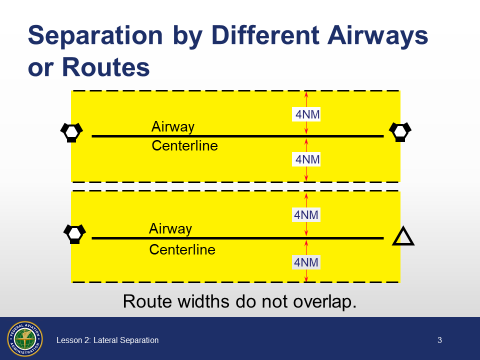 Separation by Different Airways
or Routes
4NM
Airway
Centerline
4NM
4NM
Airway
Centerline
4NM
Route widths do not overlap.
Lesson 2: Lateral Separation
3